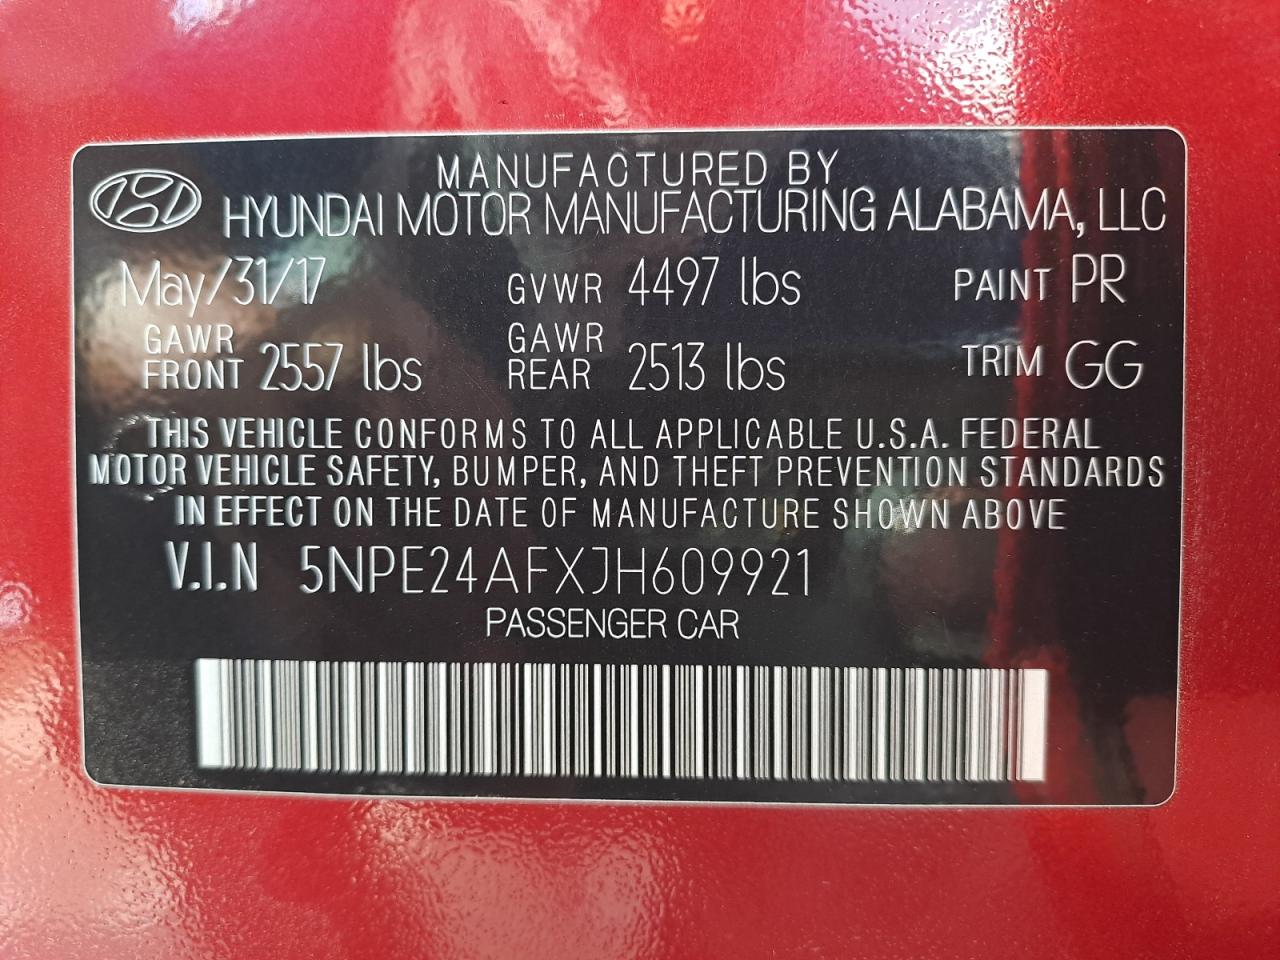 MANUFACTURED BY
HYUNDAI MOTOR MANUFACTURING ALABAMA, LLC
May/31/17 GVWR 4497 lbs PAINT PR
GAWR FRONT 2557 lbs GAWR REAR 2513 lbs TRIM GG
THIS VEHICLE CONFORMS TO ALL APPLICABLE U.S.A. FEDERAL
MOTOR VEHICLE SAFETY, BUMPER, AND THEFT PREVENTION STANDARDS
IN EFFECT ON THE DATE OF MANUFACTURE SHOWN ABOVE
V.I.N 5NPE24AFXJH609921
PASSENGER CAR